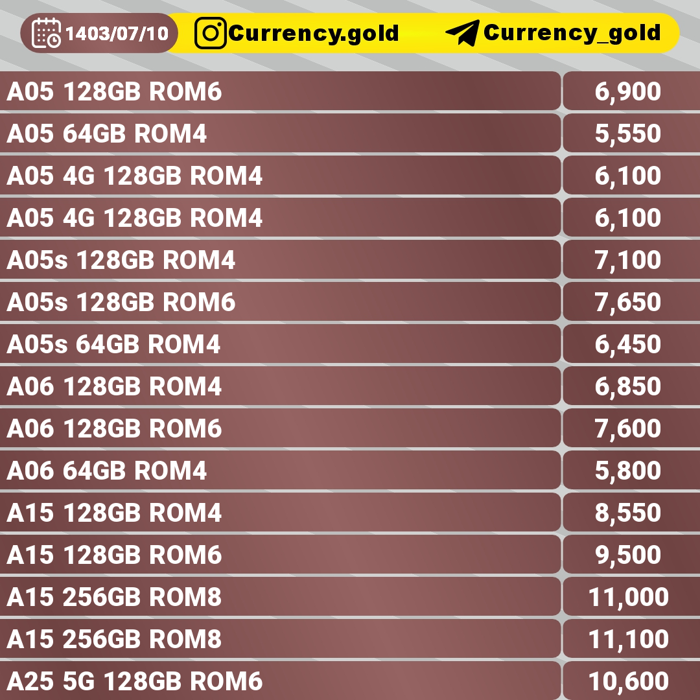 1403/07/10 Currency.gold Currency_gold
A05 128GB ROM6 6,900
A05 64GB ROM4 5,550
A05 4G 128GB ROM4 6,100
A05 4G 128GB ROM4 6,100
A05s 128GB ROM4 7,100
A05s 128GB ROM6 7,650
A05s 64GB ROM4 6,450
A06 128GB ROM4 6,850
A06 128GB ROM6 7,600
A06 64GB ROM4 5,800
A15 128GB ROM4 8,550
A15 128GB ROM6 9,500
A15 256GB ROM8 11,000
A15 256GB ROM8 11,100
A25 5G 128GB ROM6 10,600